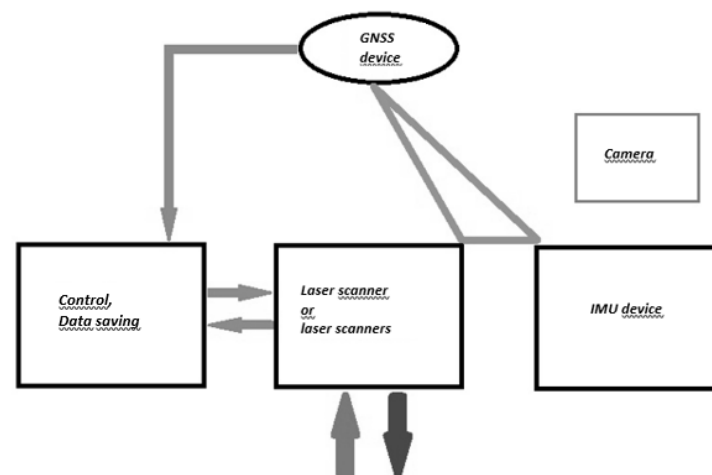 GNSS
device
Camera
Control,
Data saving
Laser scanner
or
laser scanners
IMU device